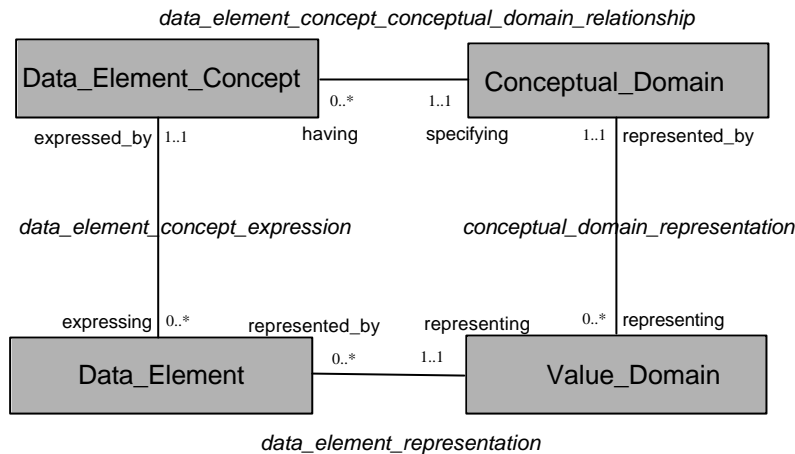 data_element_concept_conceptual_domain_relationship
Data_Element_Concept
Conceptual_Domain
0..*
1..1
expressed_by
1..1
having
specifying
1..1
represented_by
data_element_concept_expression
conceptual_domain_representation
expressing
0..*
represented_by
representing
0..*
representing
Data_Element
0..*
1..1
Value_Domain
data_element_representation